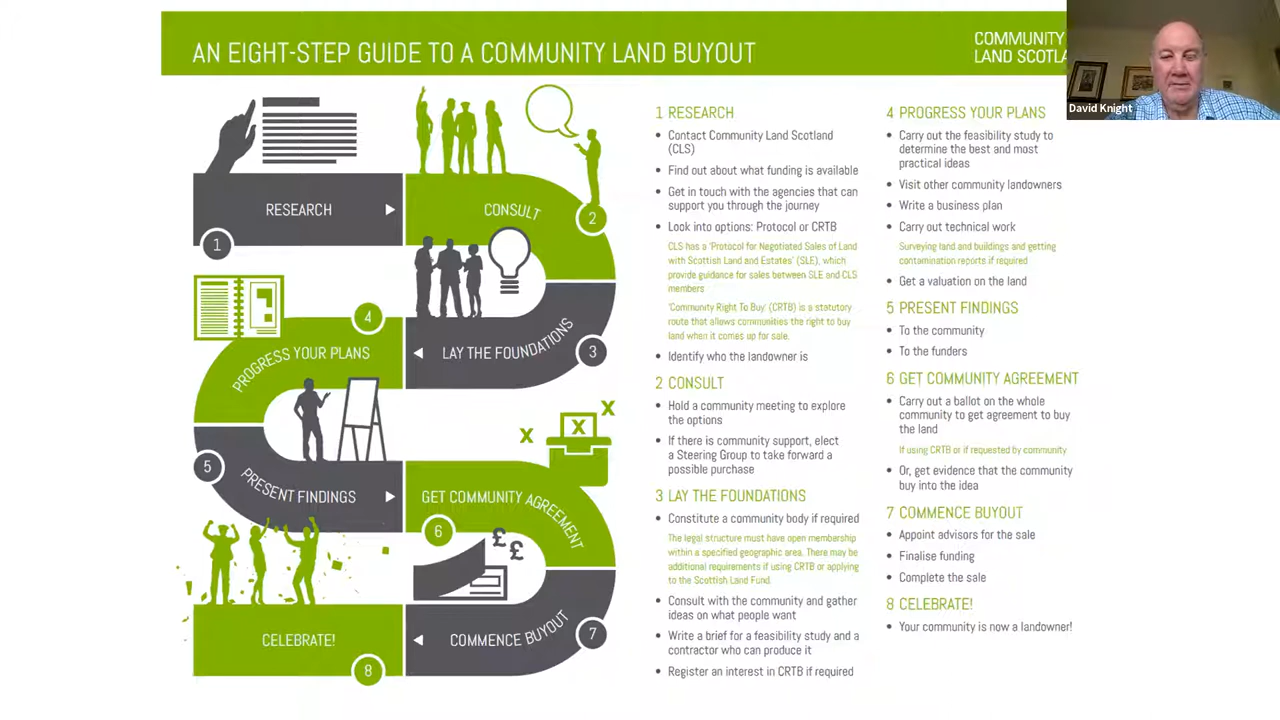 AN EIGHT-STEP GUIDE TO A COMMUNITY LAND BUYOUT
COMMUNITY
LAND SCOTLA
David Knight
RESEARCH
1
CONSULT
2
LAY THE FOUNDATIONS
3
4
PROGRESS YOUR PLANS
5
PRESENT FINDINGS
X
X
X
GET COMMUNITY AGREEMENT
6
£
£
COMMENCE BUYOUT
7
CELEBRATE!
8
1 RESEARCH
• Contact Community Land Scotland
(CLS)
• Find out about what funding is available
• Get in touch with the agencies that can
support you through the journey
• Look into options: Protocol or CRTB
CLS has a 'Protocol for Negotiated Sales of Land
with Scottish Land and Estates' (SLE), which
provide guidance for sales between SLE and CLS
members
'Community Right To Buy' (CRTB) is a statutory
route that allows communities the right to buy
land when it comes up for sale.
• Identify who the landowner is
2 CONSULT
• Hold a community meeting to explore
the options
• If there is community support, elect
a Steering Group to take forward a
possible purchase
3 LAY THE FOUNDATIONS
• Constitute a community body if required
The legal structure must have open membership
within a specified geographic area. There may be
additional requirements if using CRTB or applying
to the Scottish Land Fund.
• Consult with the community and gather
ideas on what people want
• Write a brief for a feasibility study and a
contractor who can produce it
• Register an interest in CRTB if required
4 PROGRESS YOUR PLANS
• Carry out the feasibility study to
determine the best and most
practical ideas
• Visit other community landowners
• Write a business plan
• Carry out technical work
Surveying land and buildings and getting
contamination reports if required
• Get a valuation on the land
5 PRESENT FINDINGS
• To the community
• To the funders
6 GET COMMUNITY AGREEMENT
• Carry out a ballot on the whole
community to get agreement to buy
the land
If using CRTB or if requested by community
• Or, get evidence that the community
buy into the idea
7 COMMENCE BUYOUT
• Appoint advisors for the sale
• Finalise funding
• Complete the sale
8 CELEBRATE!
• Your community is now a landowner!